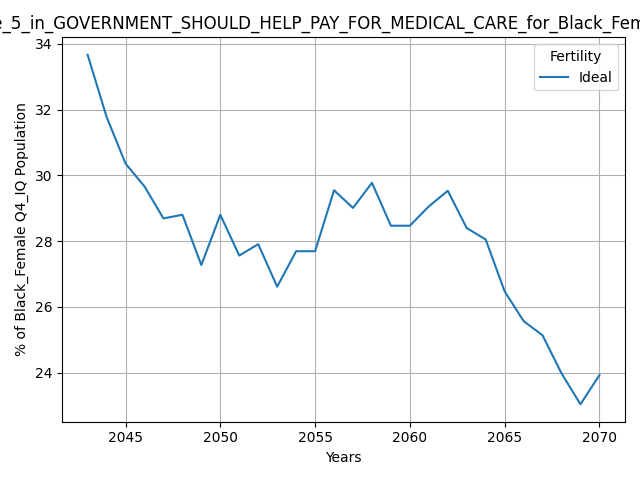 e_5_in_GOVERNMENT_SHOULD_HELP_PAY_FOR_MEDICAL_CARE_for_Black_Fem
34
32
30
28
26
24
% of Black_Female Q4_IQ Population
Fertility
Ideal
2045
2050
2055
2060
2065
2070
Years